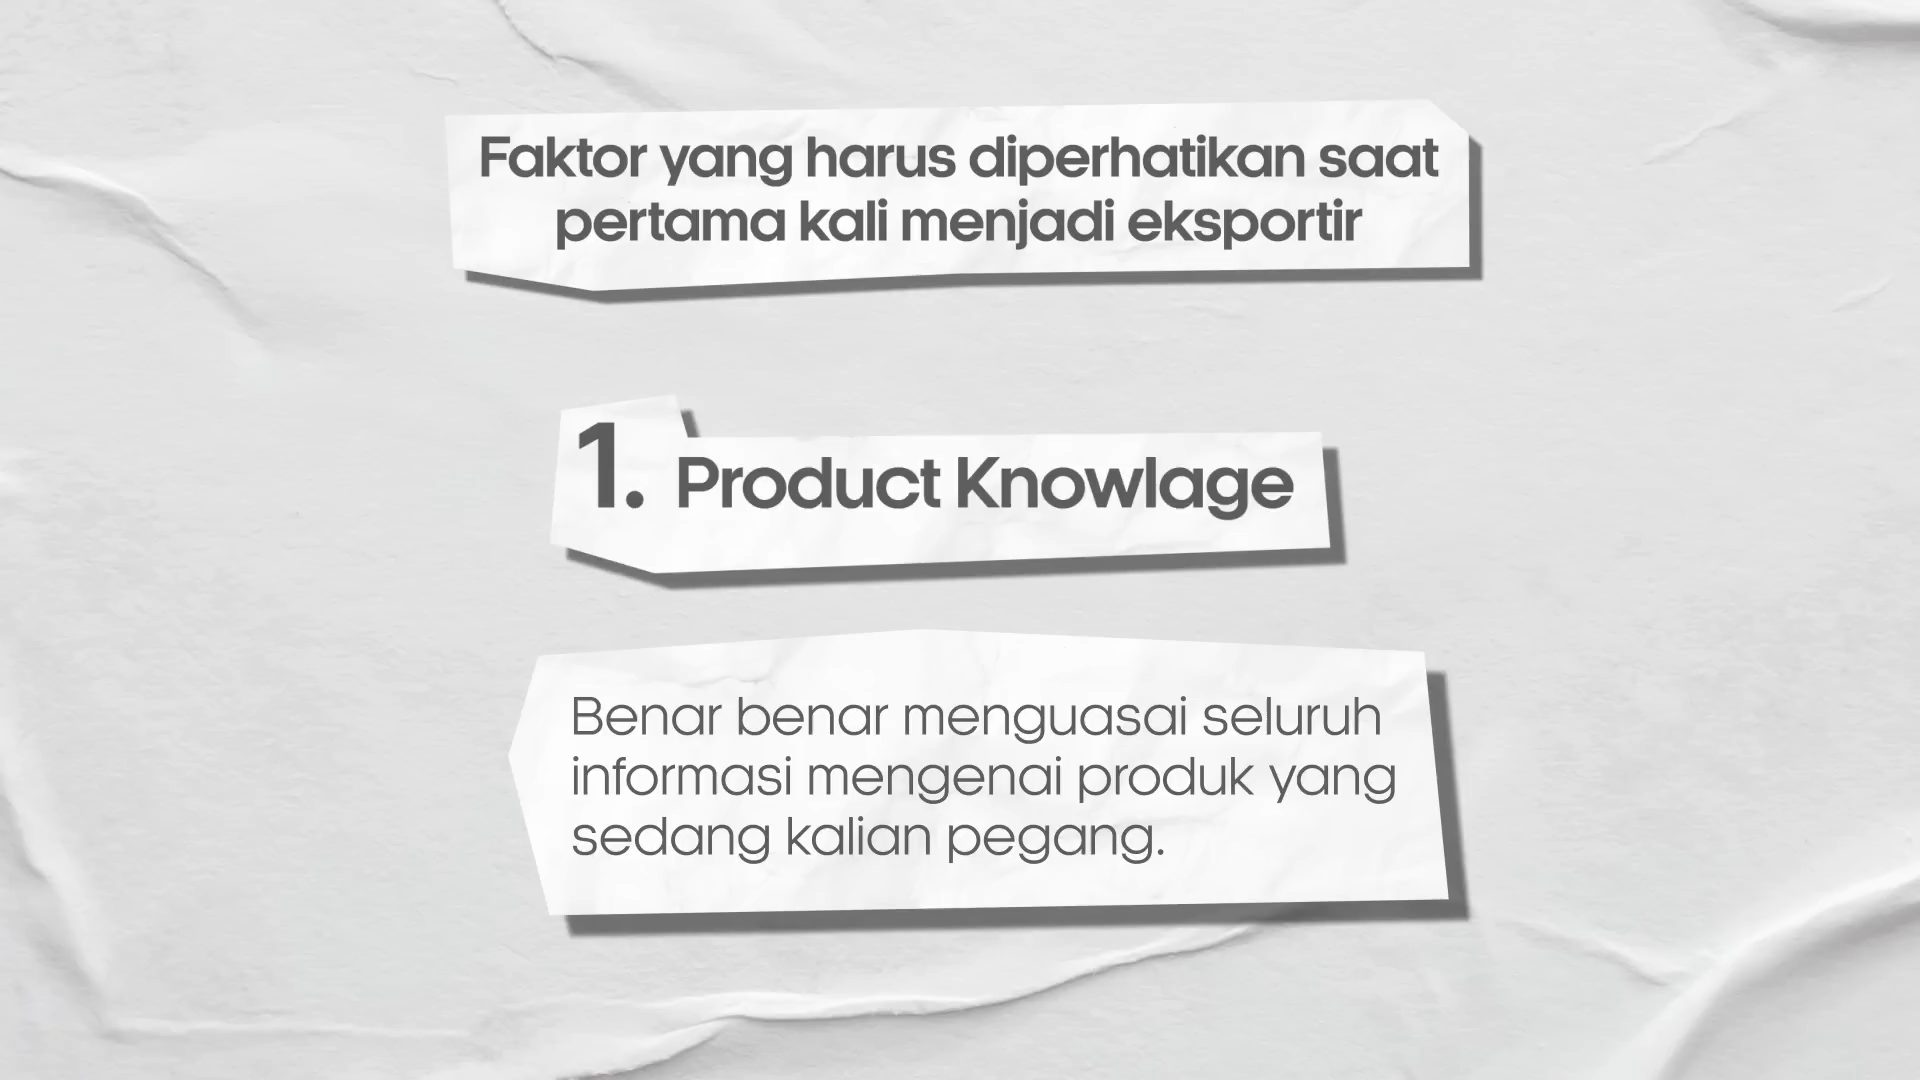 Faktor yang harus diperhatikan saat
pertama kali menjadi eksportir
1. Product Knowlage
Benar benar menguasai seluruh
informasi mengenai produk yang
sedang kalian pegang.